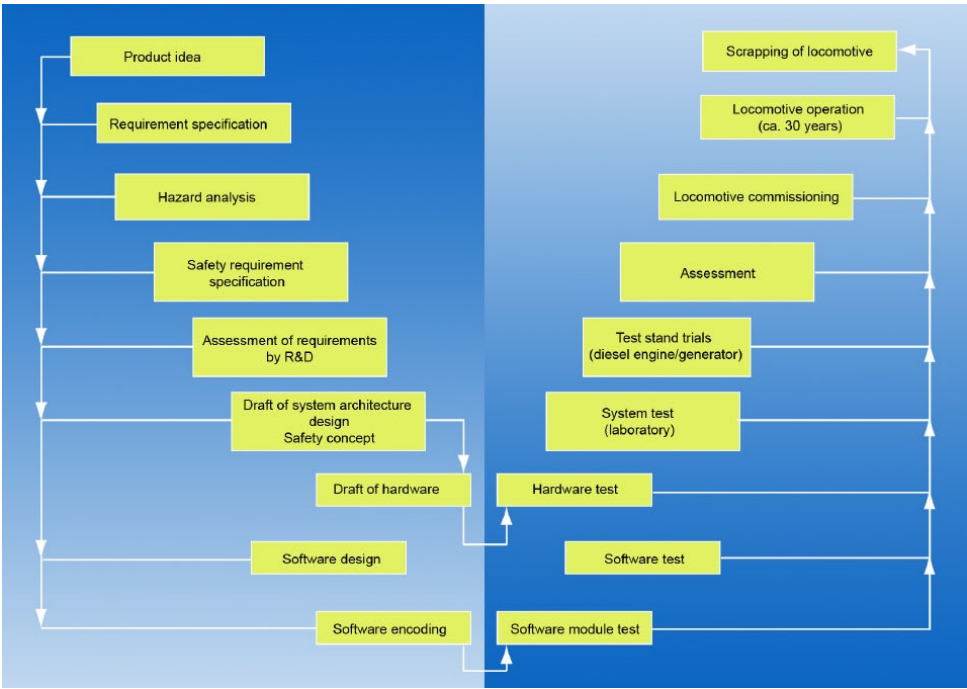 Product idea
Requirement specification
Hazard analysis
Safety requirement
specification
Assessment of requirements
by R&D
Draft of system architecture
design
Safety concept
Draft of hardware
Software design
Software encoding
Scrapping of locomotive
Locomotive operation
(ca. 30 years)
Locomotive commissioning
Assessment
Test stand trials
(diesel engine/generator)
System test
(laboratory)
Hardware test
Software test
Software module test